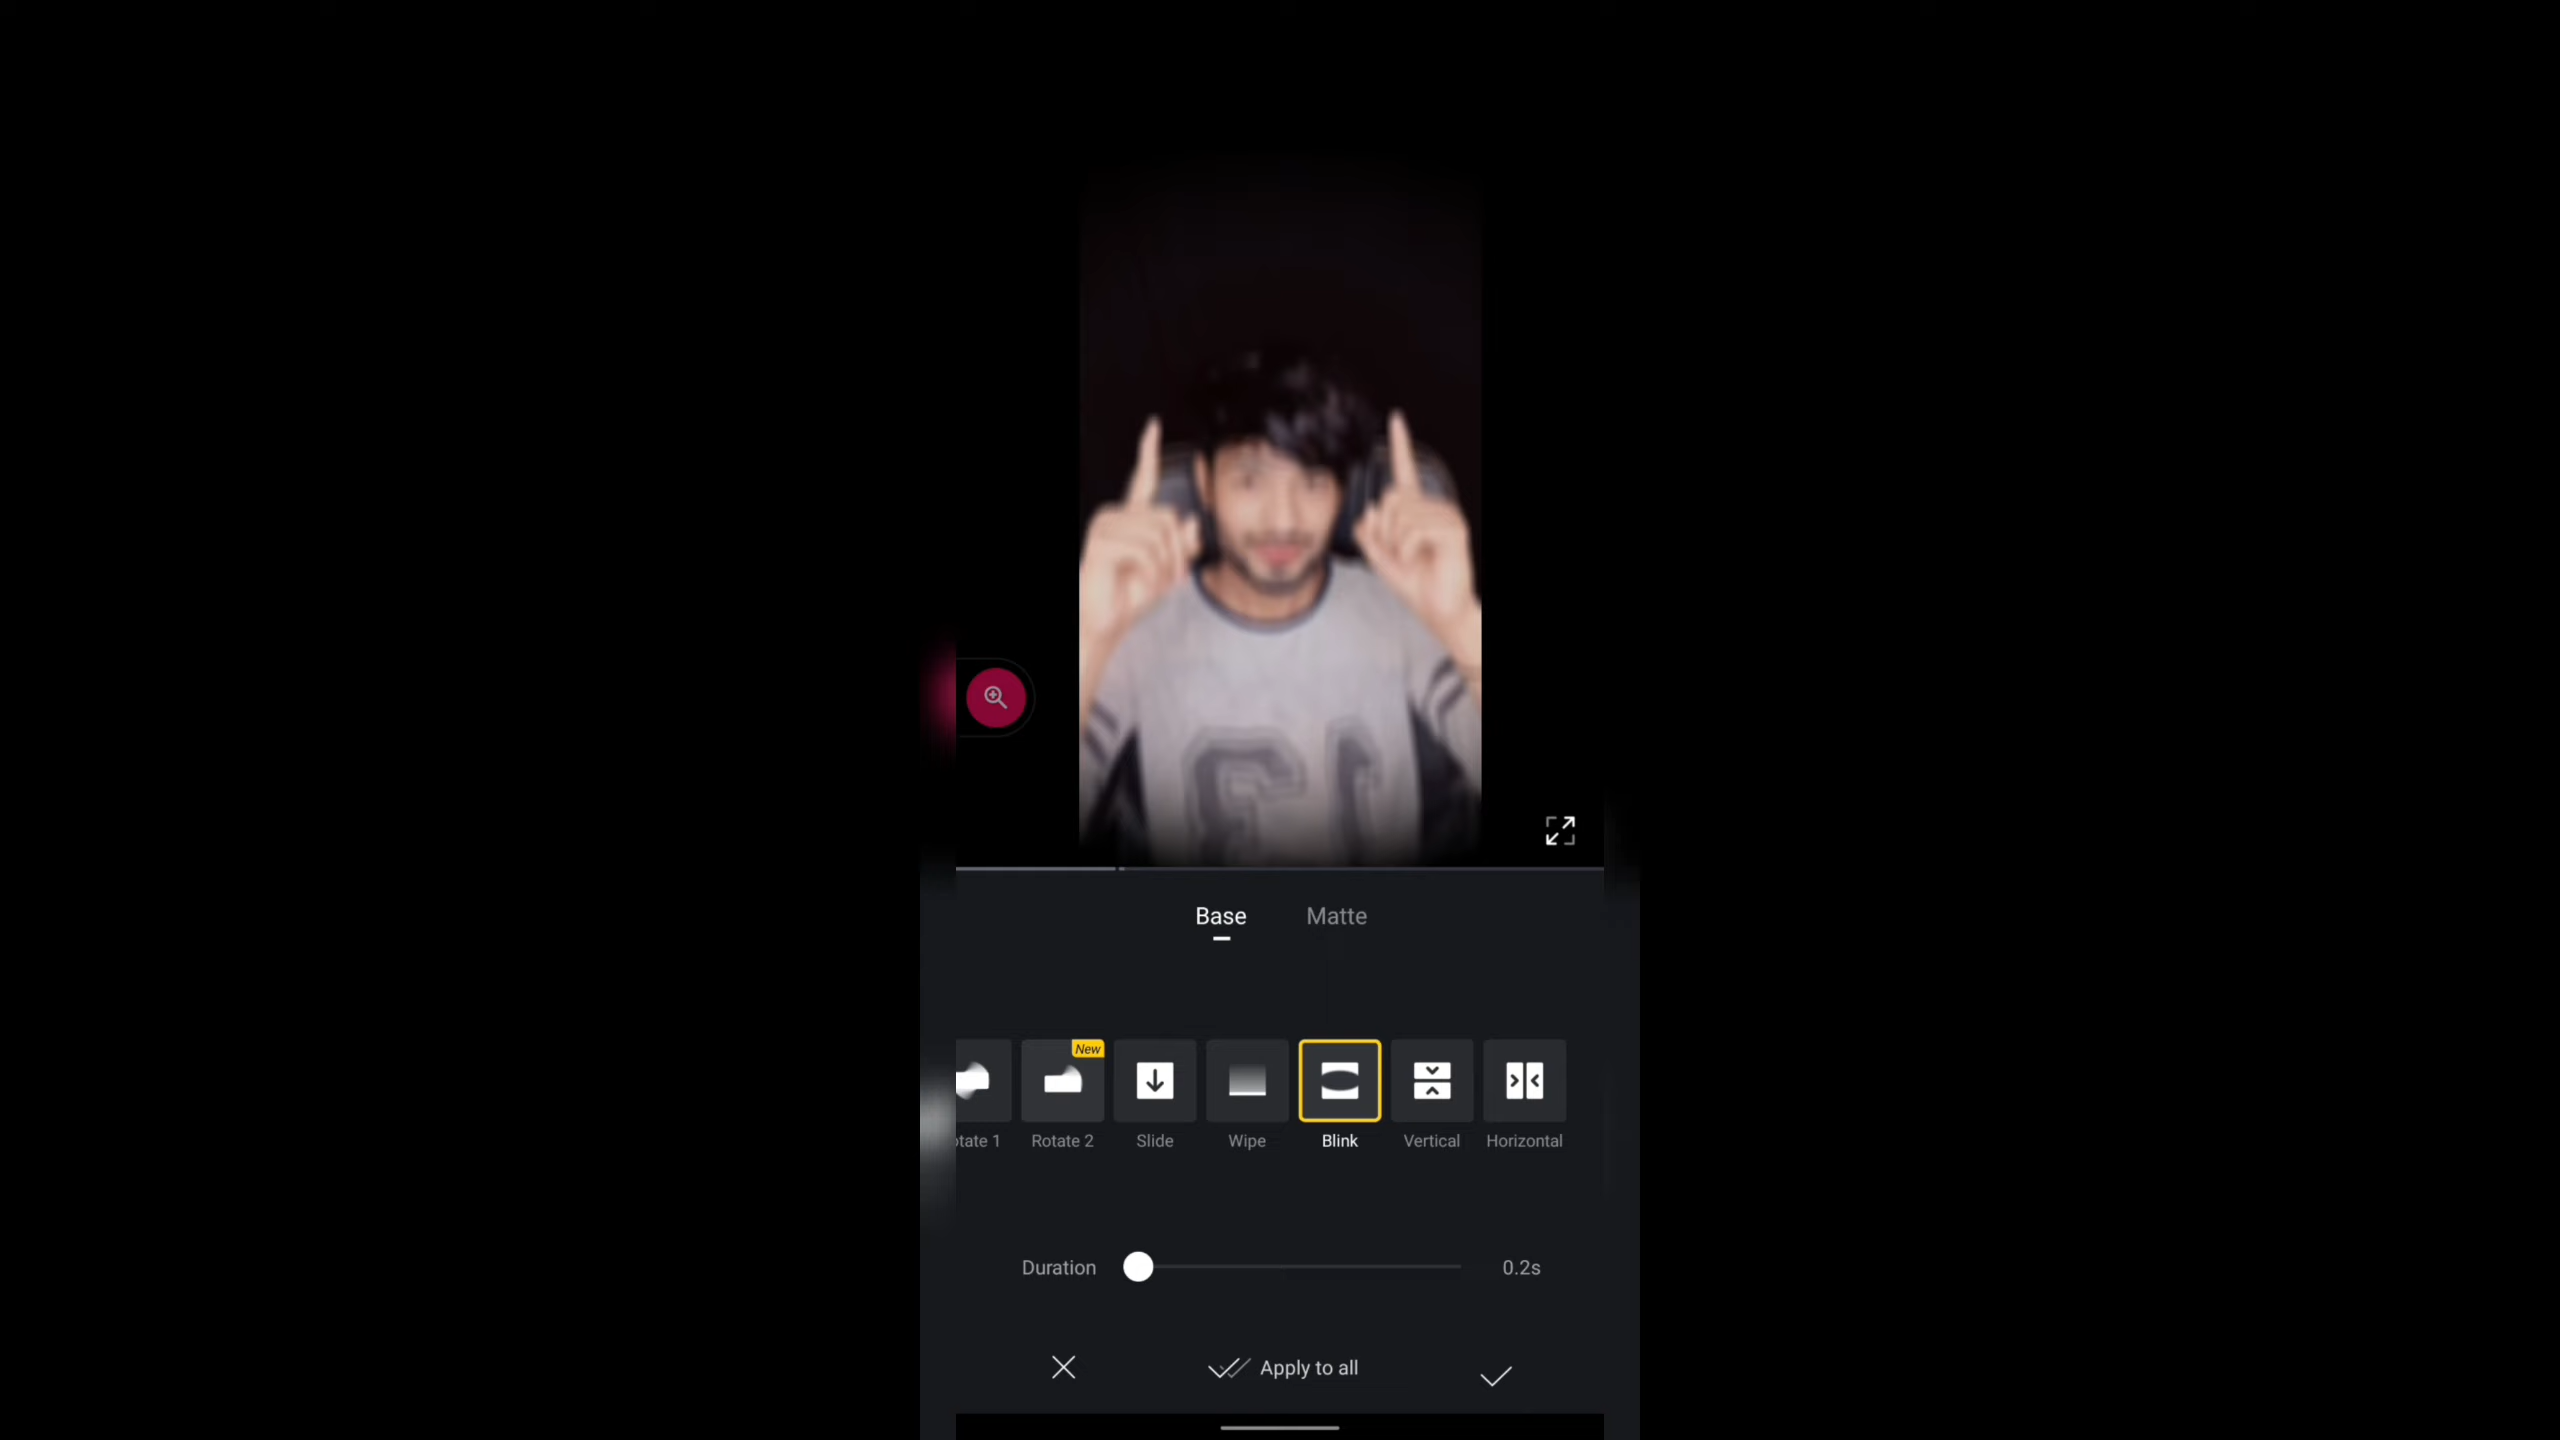 Base Matte
New
tate 1 Rotate 2 Slide Wipe Blink Vertical Horizontal
Duration 0.2s
Apply to all